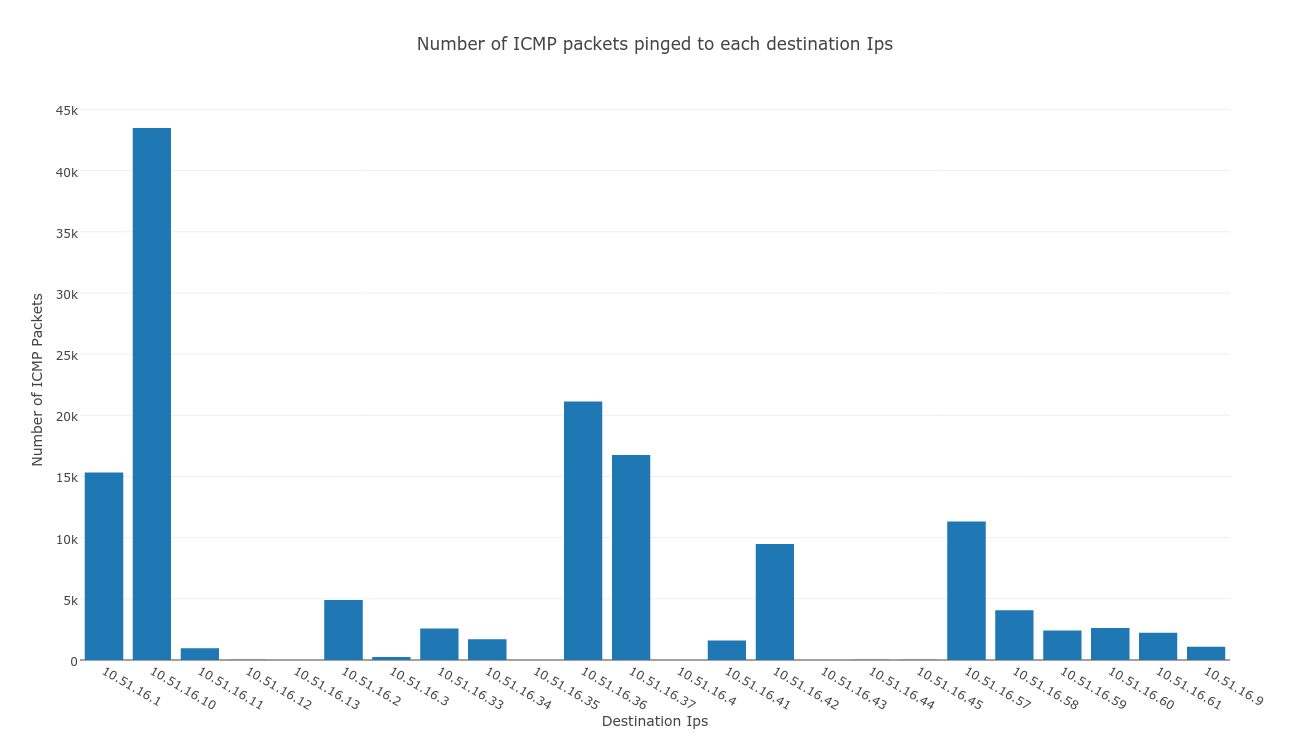 Number of ICMP packets pinged to each destination Ips
45k
40k
35k
30k
25k
20k
15k
10k
5k
0
Number of ICMP Packets
10.51.16.1
10.51.16.10
10.51.16.11
10.51.16.12
10.51.16.13
10.51.16.2
10.51.16.3
10.51.16.33
10.51.16.34
10.51.16.35
10.51.16.36
10.51.16.37
10.51.16.4
10.51.16.41
10.51.16.42
10.51.16.43
10.51.16.44
10.51.16.45
10.51.16.57
10.51.16.58
10.51.16.59
10.51.16.60
10.51.16.61
10.51.16.9
Destination Ips